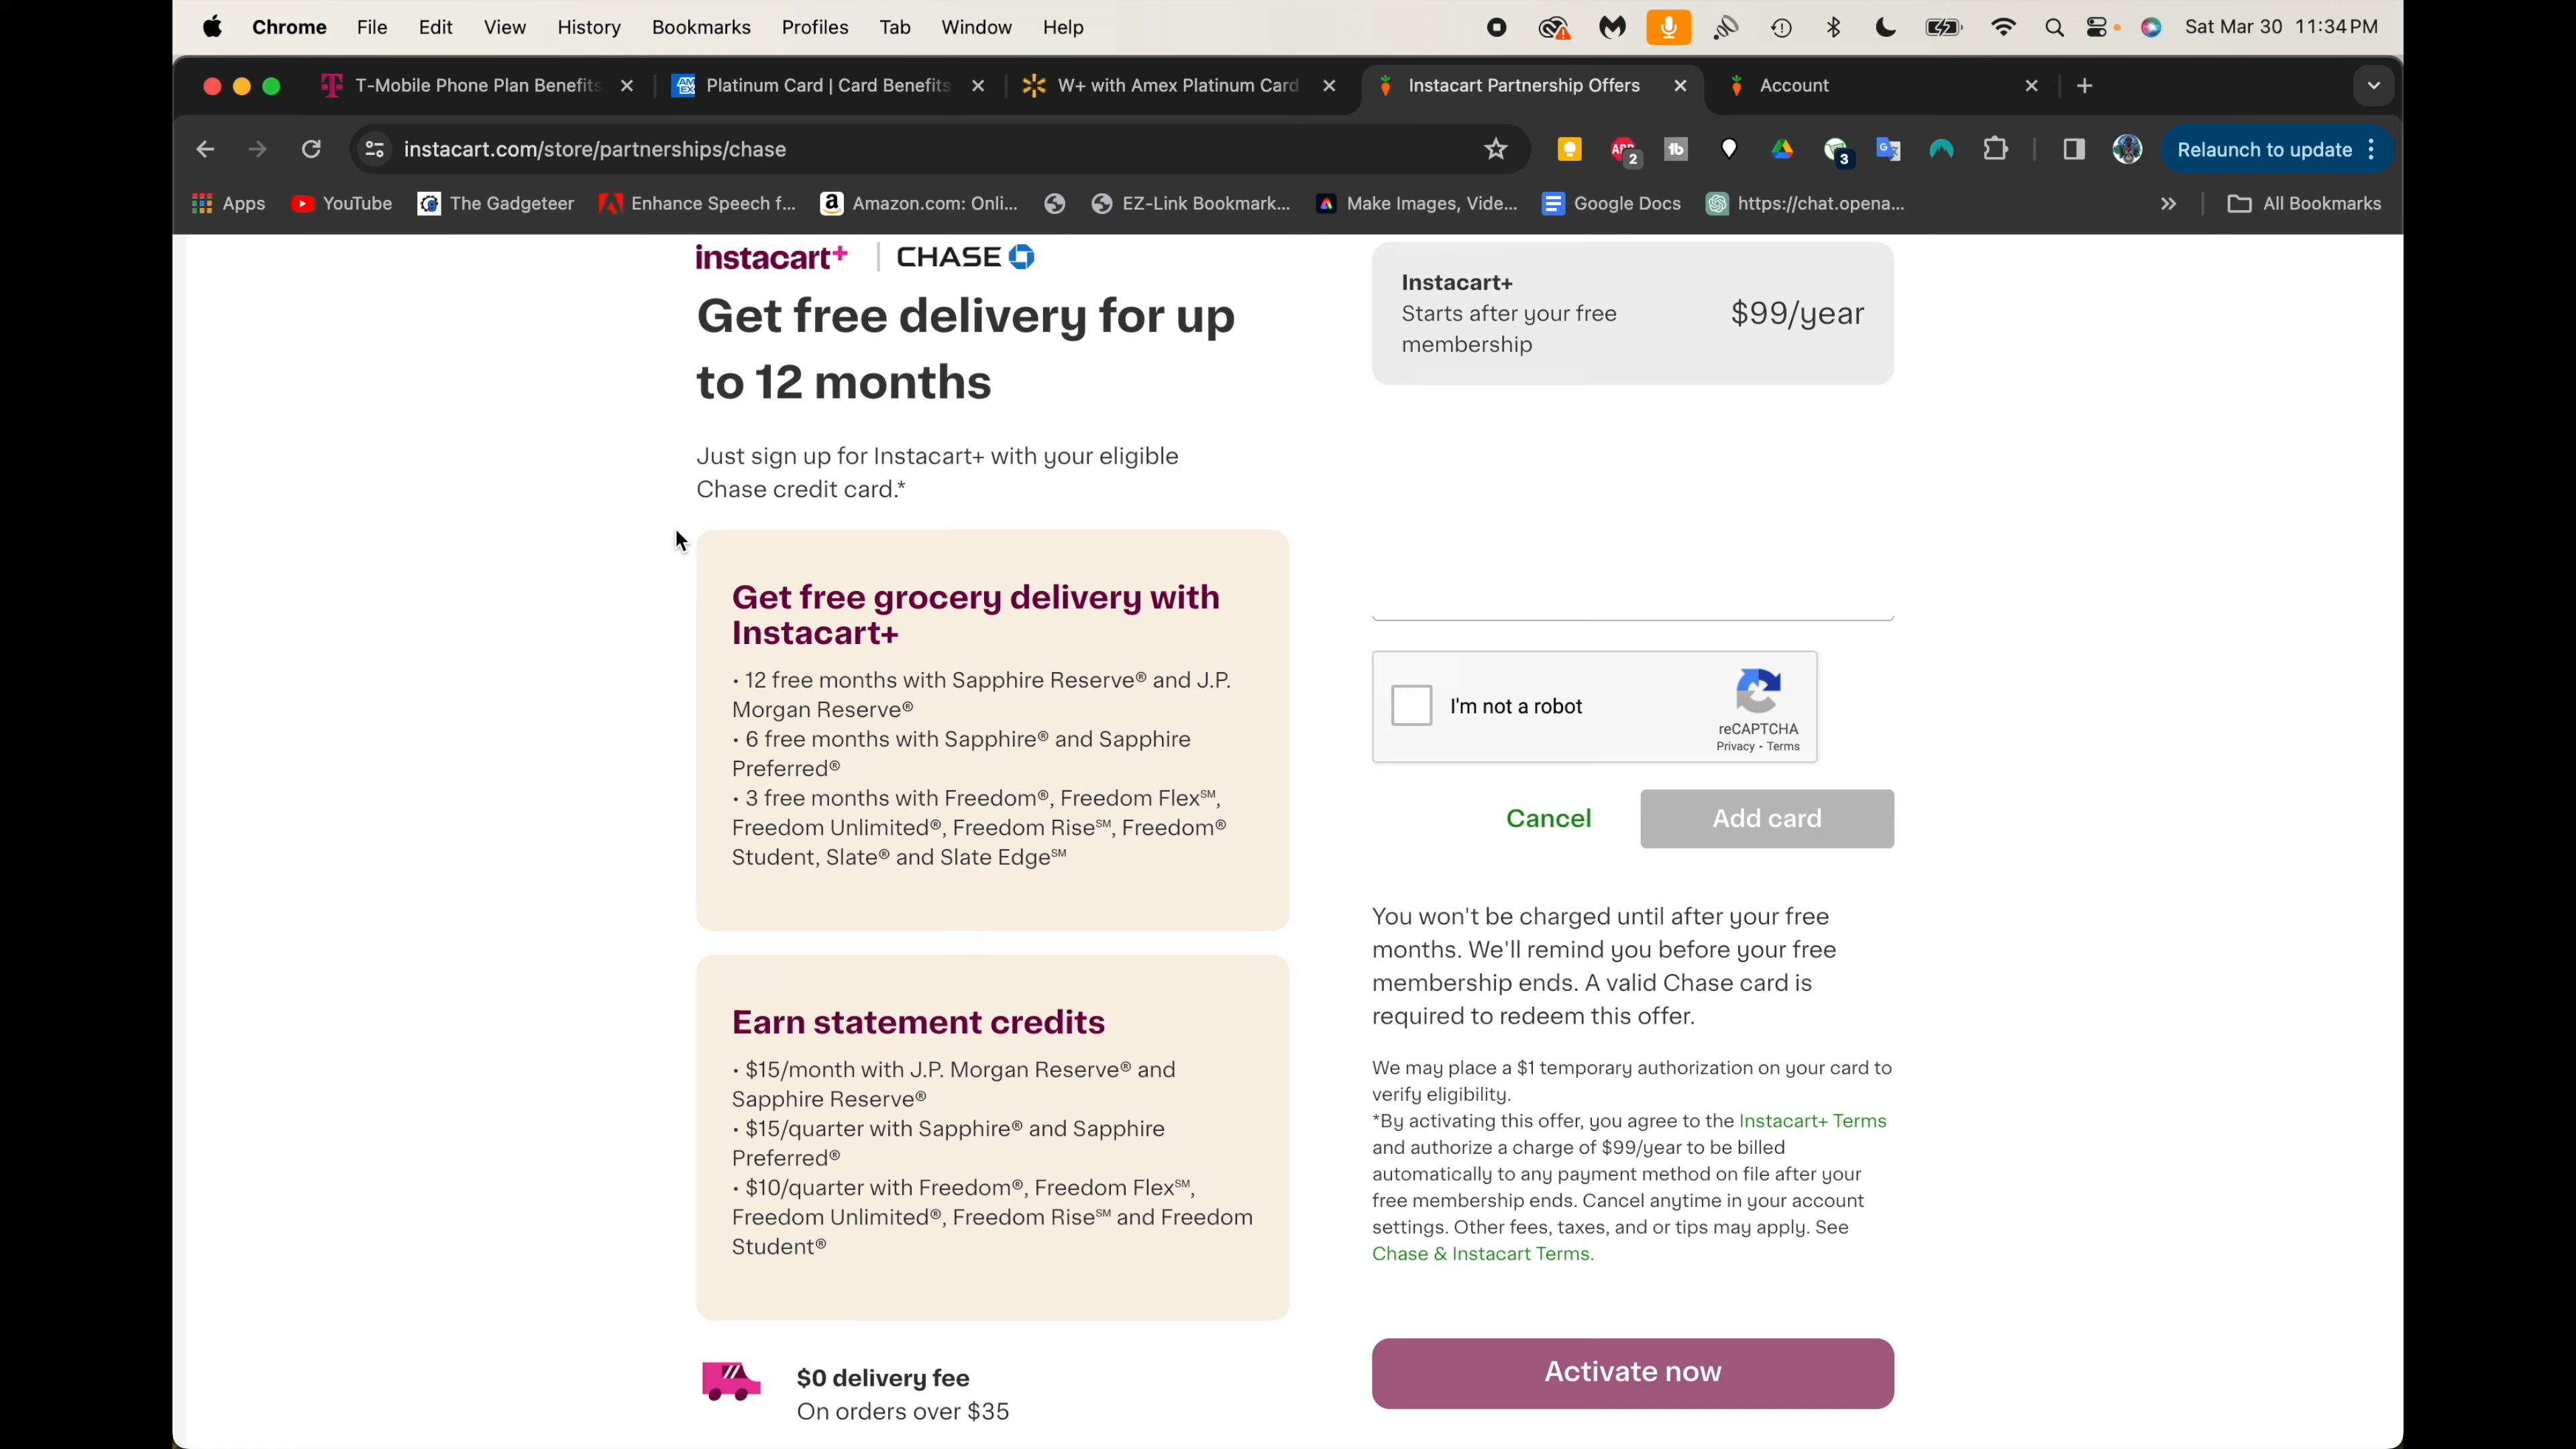 Chrome File Edit View History Bookmarks Profiles Tab Window Help Sat Mar 30 11:34 PM
T-Mobile Phone Plan Benefits Platinum Card | Card Benefits W+ with Amex Platinum Card Instacart Partnership Offers Account
instacart.com/store/partnerships/chase ABP 2 tb 3 G Relaunch to update
Apps YouTube The Gadgeteer Enhance Speech f... Amazon.com: Onli... EZ-Link Bookmark... Make Images, Vide... Google Docs https://chat.opena... All Bookmarks
instacart+ | CHASE
Get free delivery for up
to 12 months
Just sign up for Instacart+ with your eligible
Chase credit card.*
Get free grocery delivery with
Instacart+
• 12 free months with Sapphire Reserve® and J.P.
Morgan Reserve®
• 6 free months with Sapphire® and Sapphire
Preferred®
• 3 free months with Freedom®, Freedom Flex℠,
Freedom Unlimited®, Freedom Rise℠, Freedom®
Student, Slate® and Slate Edge℠
Earn statement credits
• $15/month with J.P. Morgan Reserve® and
Sapphire Reserve®
• $15/quarter with Sapphire® and Sapphire
Preferred®
• $10/quarter with Freedom®, Freedom Flex℠,
Freedom Unlimited®, Freedom Rise℠ and Freedom
Student®
$0 delivery fee
On orders over $35
Instacart+
Starts after your free
membership
$99/year
I'm not a robot
reCAPTCHA
Privacy - Terms
Cancel Add card
You won't be charged until after your free
months. We'll remind you before your free
membership ends. A valid Chase card is
required to redeem this offer.
We may place a $1 temporary authorization on your card to
verify eligibility.
*By activating this offer, you agree to the Instacart+ Terms
and authorize a charge of $99/year to be billed
automatically to any payment method on file after your
free membership ends. Cancel anytime in your account
settings. Other fees, taxes, and or tips may apply. See
Chase & Instacart Terms.
Activate now